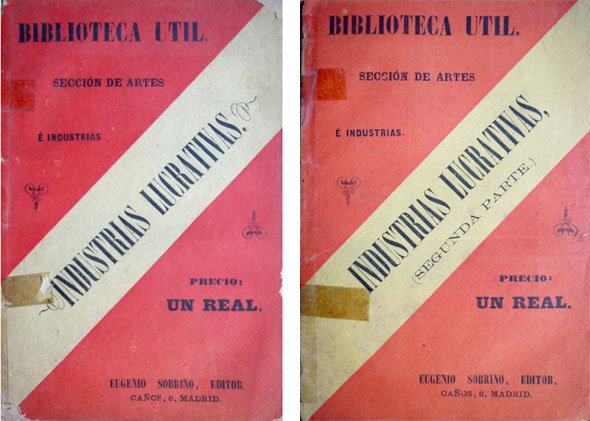 BIBLIOTECA UTIL.
SECCIÓN DE ARTES
É INDUSTRIAS
INDUSTRIAS LUCRATIVAS.
PRECIO:
UN REAL.
EUGENIO SOBRINO, EDITOR
CAÑOS, 6, MADRID.
BIBLIOTECA UTIL.
SECCIÓN DE ARTES
É INDUSTRIAS.
INDUSTRIAS LUCRATIVAS,
(SEGUNDA PARTE.)
PRECIO:
UN REAL.
EUGENIO SOBRINO, EDITOR.
CAÑOS, 6, MADRID.